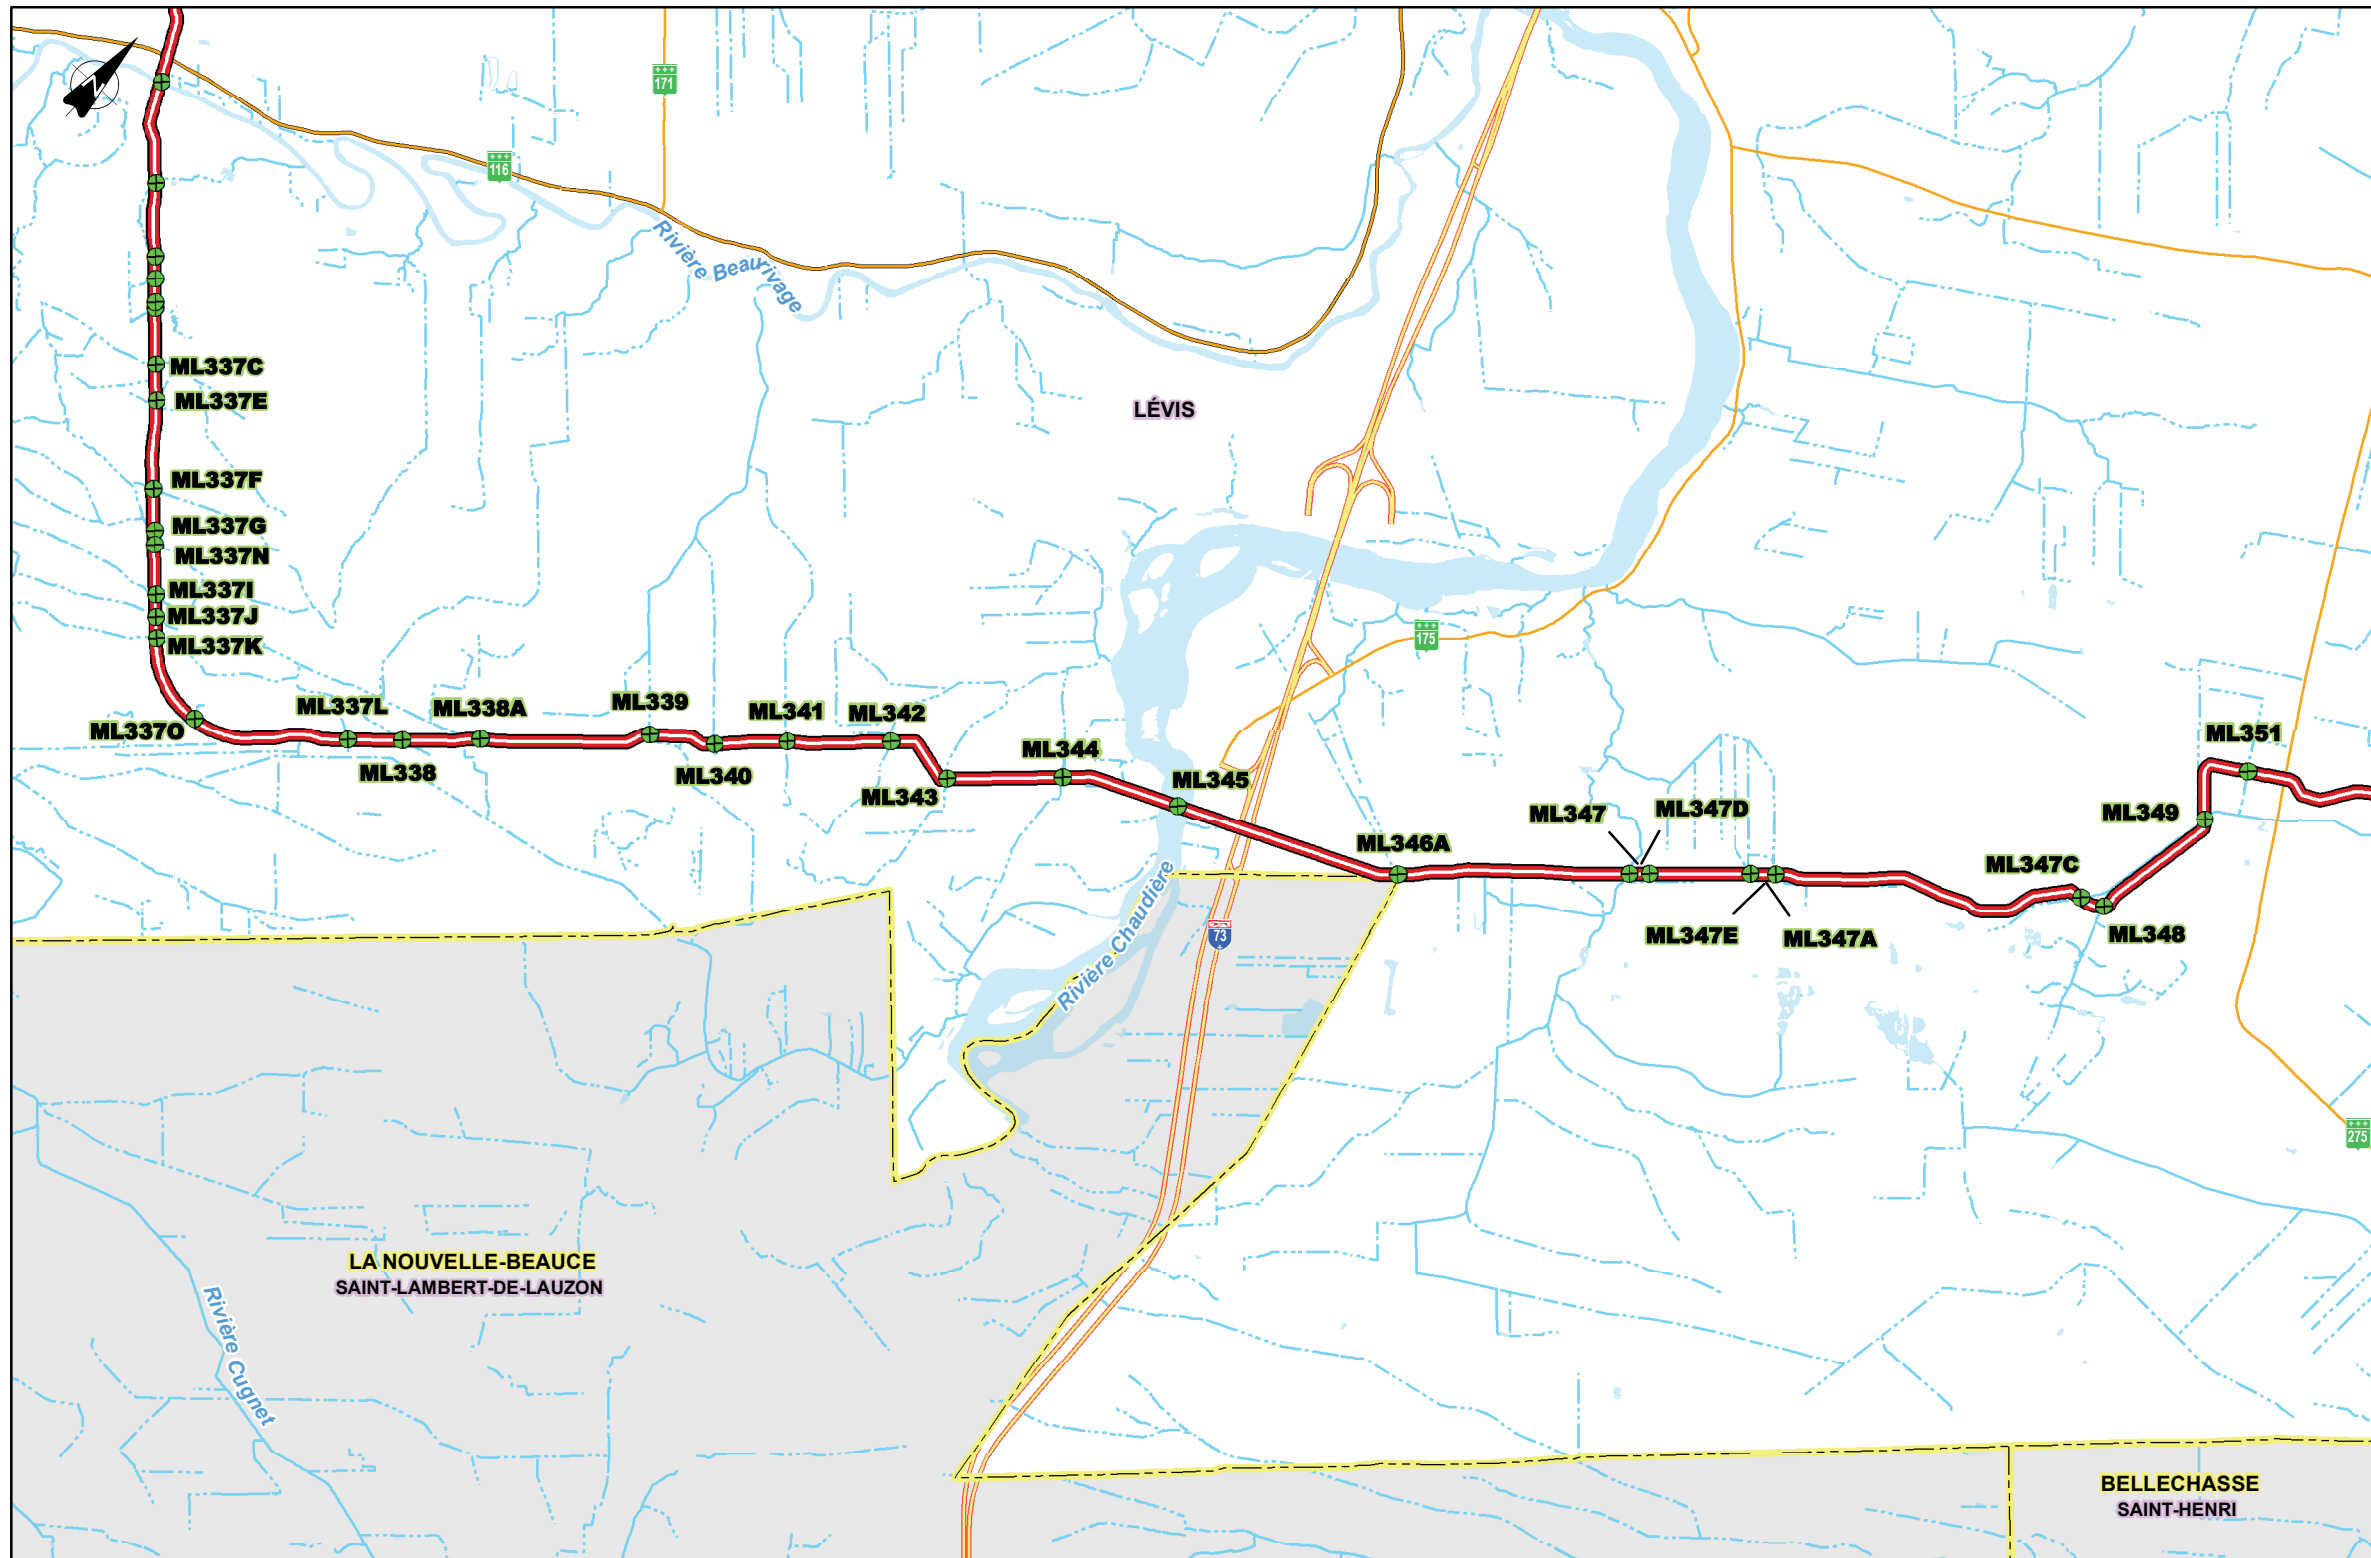 N
171
116
Rivière Beaurivage
ML337C
ML337E
LÉVIS
ML337F
ML337G
ML337N
ML337I
ML337J
ML337K
175
ML337O
ML337L
ML338
ML338A
ML339
ML340
ML341
ML342
ML343
ML344
ML345
ML346A
ML347
ML347D
ML347E
ML347A
ML347C
ML348
ML349
ML351
Rivière Chaudière
73
275
LA NOUVELLE-BEAUCE
SAINT-LAMBERT-DE-LAUZON
Rivière Cugnet
BELLECHASSE
SAINT-HENRI